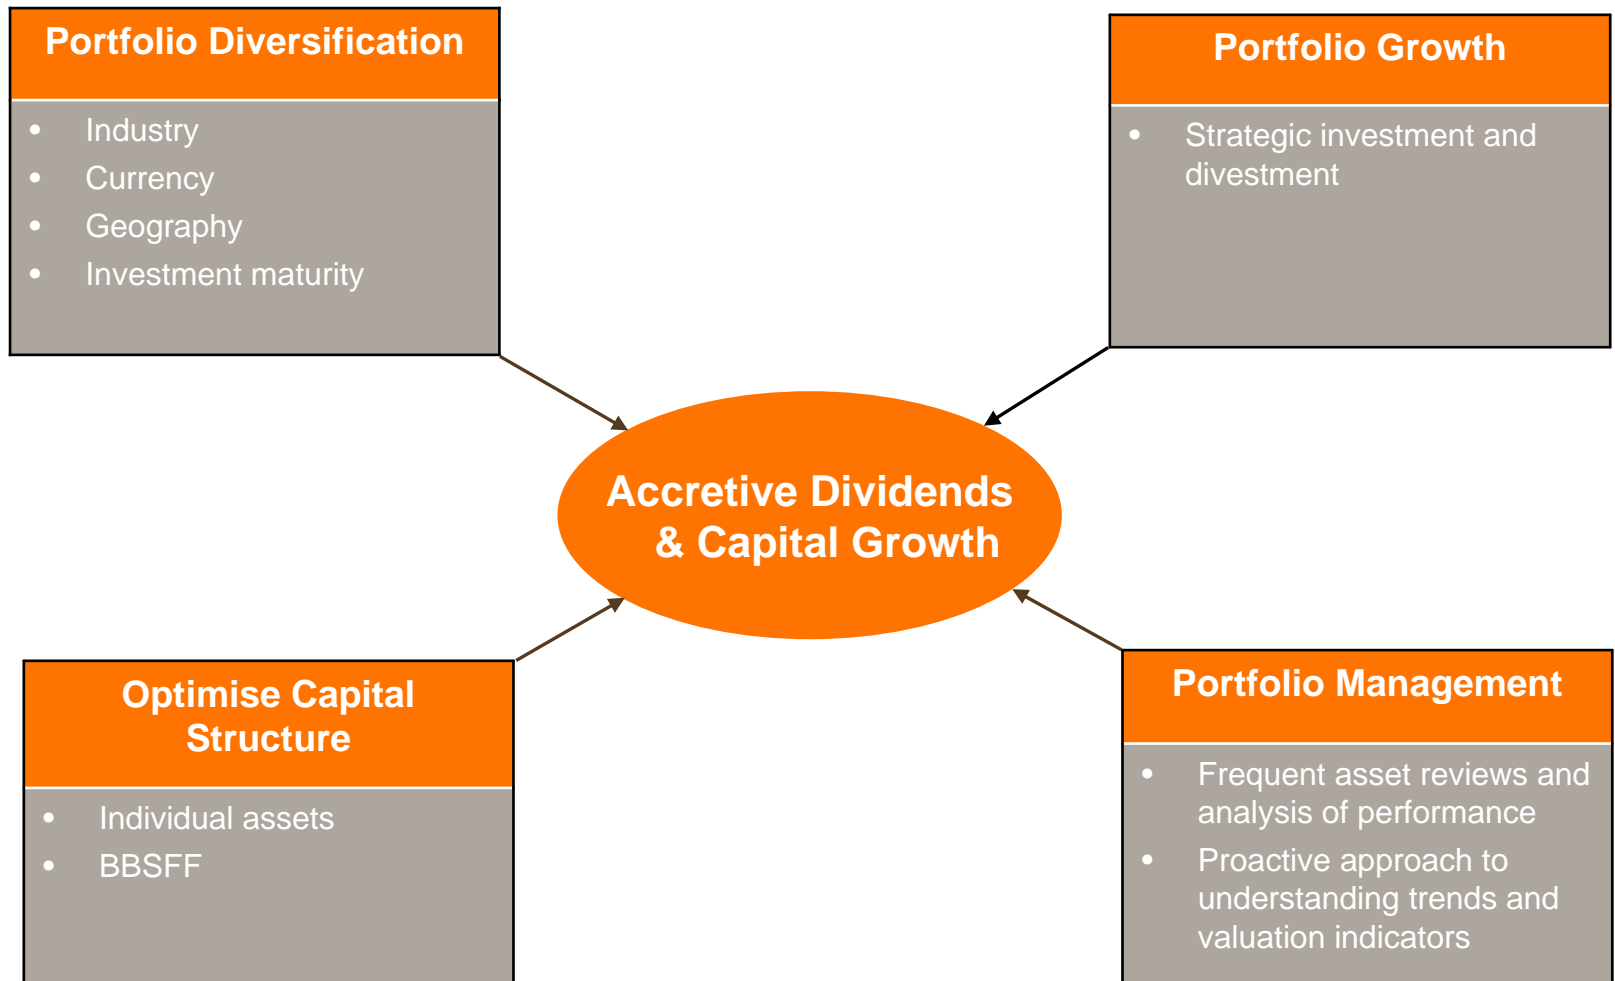 Portfolio Diversification
• Industry
• Currency
• Geography
• Investment maturity
Portfolio Growth
• Strategic investment and
divestment
Accretive Dividends
& Capital Growth
Optimise Capital
Structure
• Individual assets
• BBSFF
Portfolio Management
• Frequent asset reviews and
analysis of performance
• Proactive approach to
understanding trends and
valuation indicators